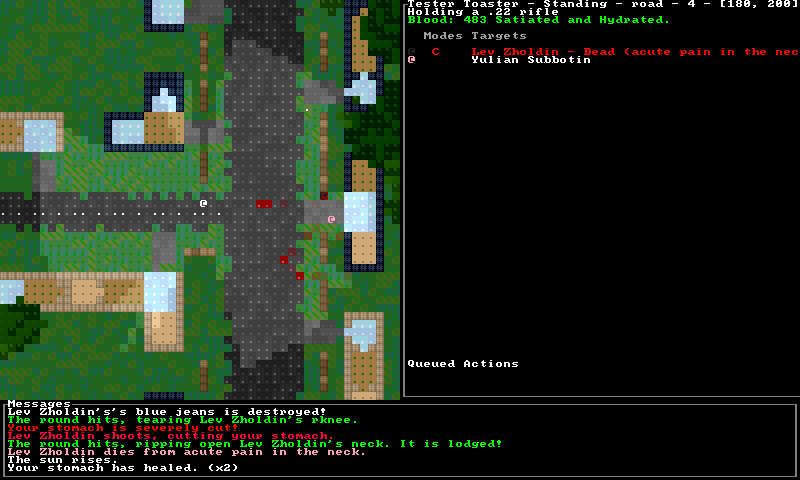 Tester Toaster - Standing - road - 4 - [180, 200]
Holding a .22 rifle
Blood: 483 Satiated and Hydrated.
Modes Targets
C C Lev Zholdin - Dead (acute pain in the nec
C Yulian Subbotin
Queued Actions
Messages
Lev Zholdin's's blue jeans is destroyed!
The round hits, tearing Lev Zholdin's rknee.
Your stomach is severely cut!
Lev Zholdin shoots, cutting your stomach.
The round hits, ripping open Lev Zholdin's neck. It is lodged!
Lev Zholdin dies from acute pain in the neck.
The sun rises.
Your stomach has healed. (x2)